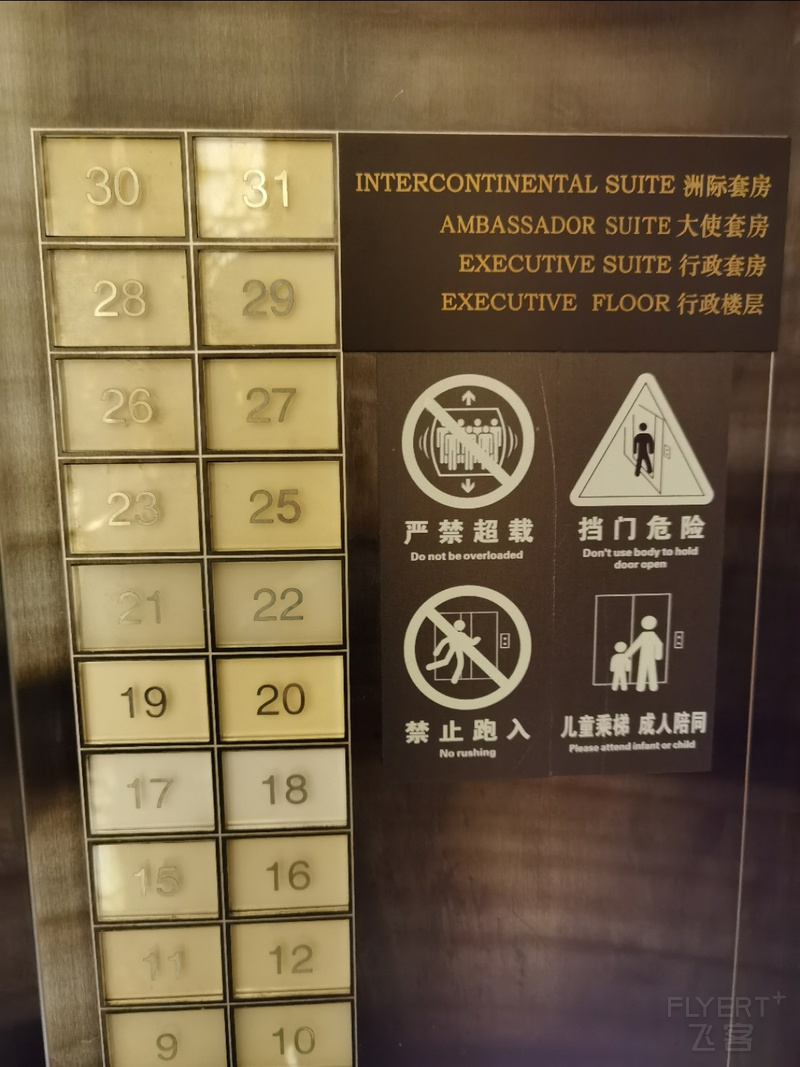 30 31
28 29
26 27
23 25
21 22
19 20
17 18
15 16
11 12
9 10
INTERCONTINENTAL SUITE 洲际套房
AMBASSADOR SUITE 大使套房
EXECUTIVE SUITE 行政套房
EXECUTIVE FLOOR 行政楼层
严禁超载
Do not be overloaded
挡门危险
Don't use body to hold
door open
禁止跑入
No rushing
儿童乘梯 成人陪同
Please attend infant or child
FLYERT+
飞客